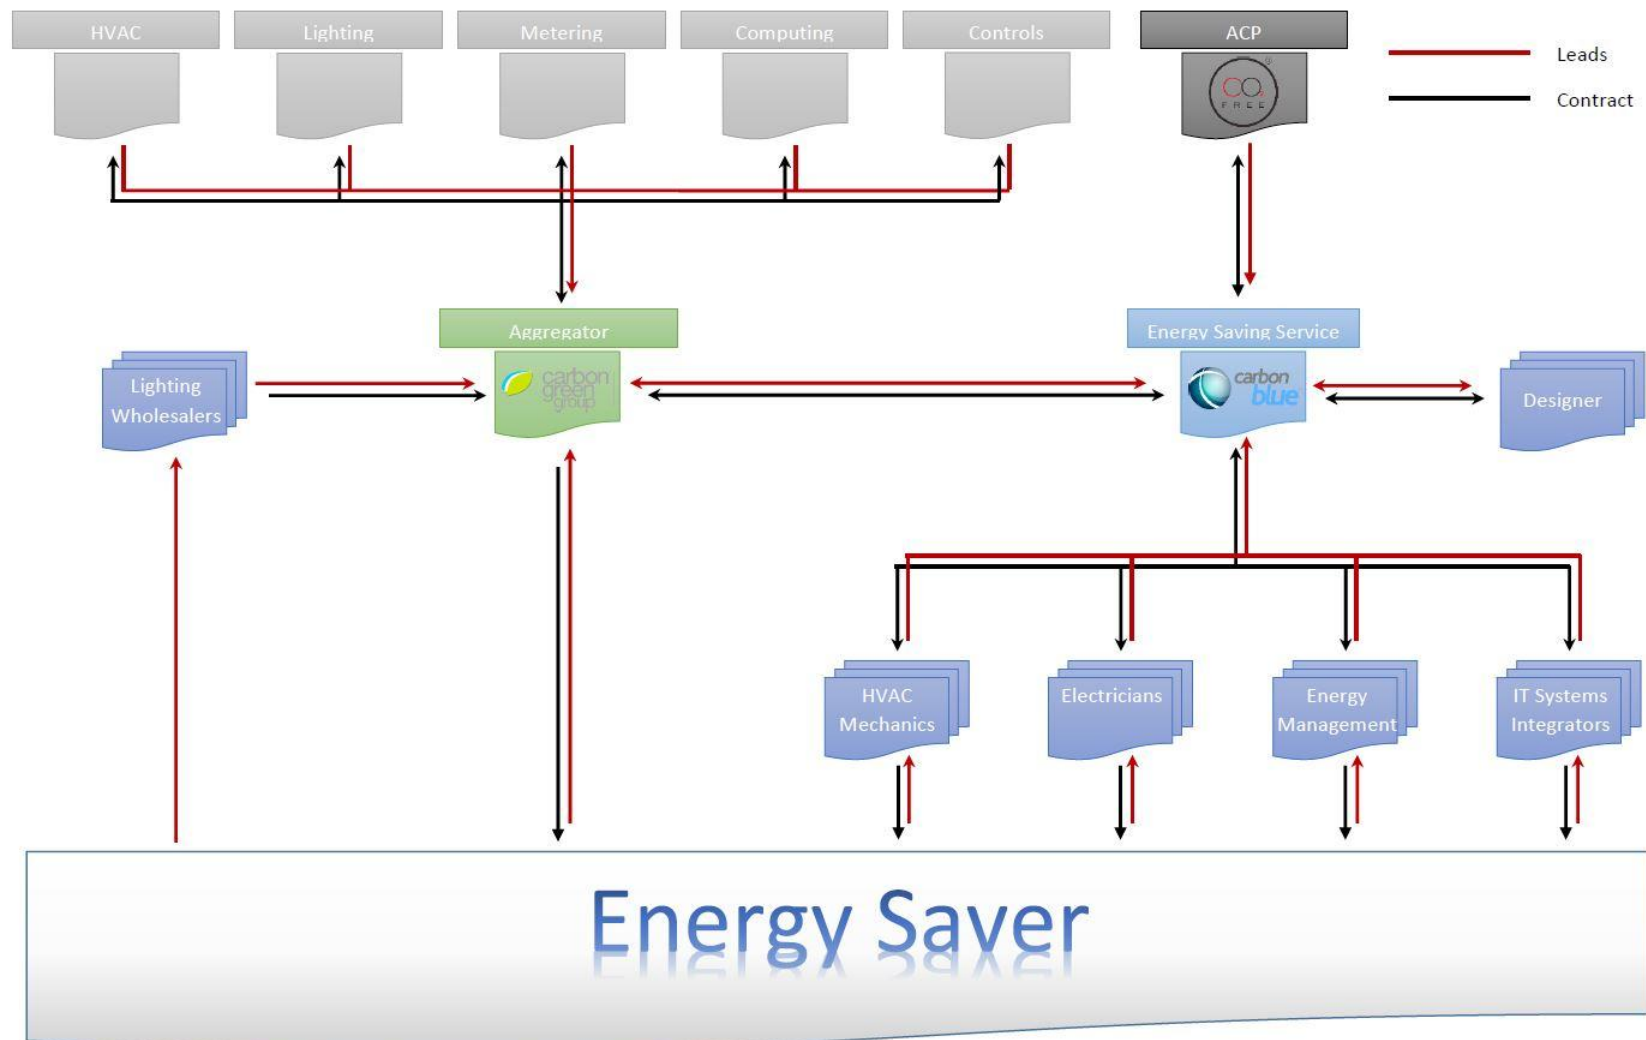 HVAC
Lighting
Metering
Computing
Controls
ACP
Leads
Contract
CO2
FREE
®
Aggregator
Energy Saving Service
Lighting
Wholesalers
carbon
green
group
carbon
blue
Designer
HVAC
Mechanics
Electricians
Energy
Management
IT Systems
Integrators
Energy Saver